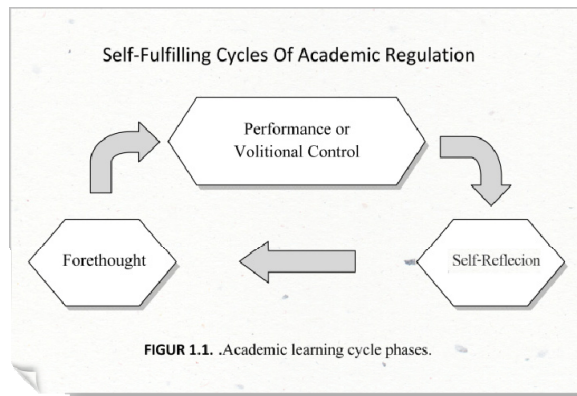 Self-Fulfilling Cycles Of Academic Regulation
Performance or
Volitional Control
Forethought
Self-Reflecion
FIGUR 1.1. .Academic learning cycle phases.